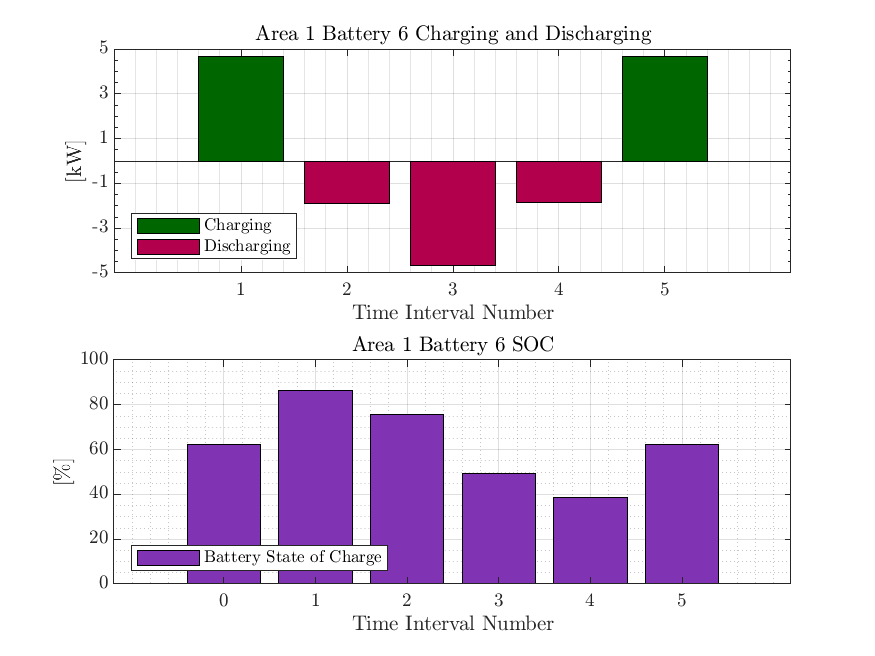 Area 1 Battery 6 Charging and Discharging
5
3
1
-1
-3
-5
[kW]
Charging
Discharging
1 2 3 4 5
Time Interval Number
Area 1 Battery 6 SOC
100
80
60
40
20
0
[%]
Battery State of Charge
0 1 2 3 4 5
Time Interval Number